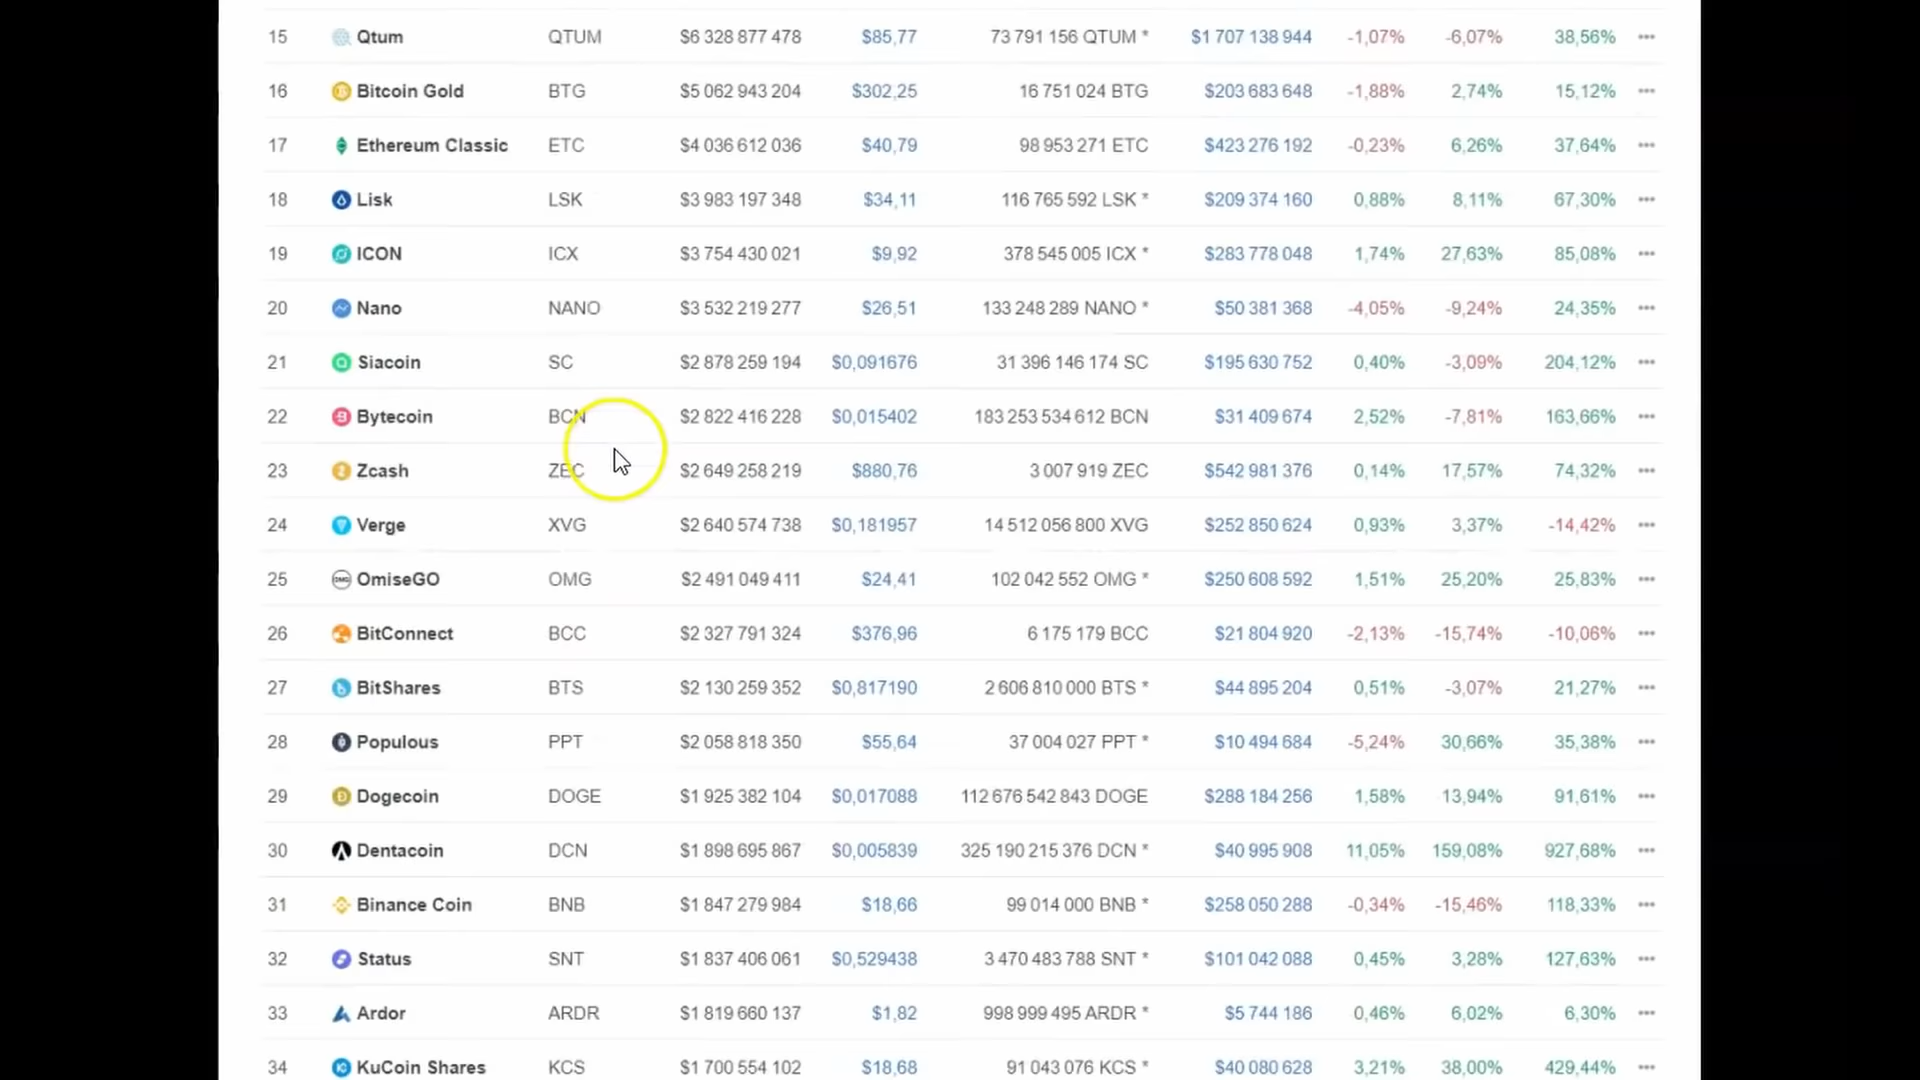 15 Qtum QTUM $6 328 877 478 $85,77 73 791 156 QTUM * $1 707 138 944 -1,07% -6,07% 38,56% •••
16 Bitcoin Gold BTG $5 062 943 204 $302,25 16 751 024 BTG $203 683 648 -1,88% 2,74% 15,12% •••
17 Ethereum Classic ETC $4 036 612 036 $40,79 98 953 271 ETC $423 276 192 -0,23% 6,26% 37,64% •••
18 Lisk LSK $3 983 197 348 $34,11 116 765 592 LSK * $209 374 160 0,88% 8,11% 67,30% •••
19 ICON ICX $3 754 430 021 $9,92 378 545 005 ICX * $283 778 048 1,74% 27,63% 85,08% •••
20 Nano NANO $3 532 219 277 $26,51 133 248 289 NANO * $50 381 368 -4,05% -9,24% 24,35% •••
21 Siacoin SC $2 878 259 194 $0,091676 31 396 146 174 SC $195 630 752 0,40% -3,09% 204,12% •••
22 Bytecoin BCN $2 822 416 228 $0,015402 183 253 534 612 BCN $31 409 674 2,52% -7,81% 163,66% •••
23 Zcash ZEC $2 649 258 219 $880,76 3 007 919 ZEC $542 981 376 0,14% 17,57% 74,32% •••
24 Verge XVG $2 640 574 738 $0,181957 14 512 056 800 XVG $252 850 624 0,93% 3,37% -14,42% •••
25 OmiseGO OMG $2 491 049 411 $24,41 102 042 552 OMG * $250 608 592 1,51% 25,20% 25,83% •••
26 BitConnect BCC $2 327 791 324 $376,96 6 175 179 BCC $21 804 920 -2,13% -15,74% -10,06% •••
27 BitShares BTS $2 130 259 352 $0,817190 2 606 810 000 BTS * $44 895 204 0,51% -3,07% 21,27% •••
28 Populous PPT $2 058 818 350 $55,64 37 004 027 PPT * $10 494 684 -5,24% 30,66% 35,38% •••
29 Dogecoin DOGE $1 925 382 104 $0,017088 112 676 542 843 DOGE $288 184 256 1,58% 13,94% 91,61% •••
30 Dentacoin DCN $1 898 695 867 $0,005839 325 190 215 376 DCN * $40 995 908 11,05% 159,08% 927,68% •••
31 Binance Coin BNB $1 847 279 984 $18,66 99 014 000 BNB * $258 050 288 -0,34% -15,46% 118,33% •••
32 Status SNT $1 837 406 061 $0,529438 3 470 483 788 SNT * $101 042 088 0,45% 3,28% 127,63% •••
33 Ardor ARDR $1 819 660 137 $1,82 998 999 495 ARDR * $5 744 186 0,46% 6,02% 6,30% •••
34 KuCoin Shares KCS $1 700 554 102 $18,68 91 043 076 KCS * $40 080 628 3,21% 38,00% 429,44% •••